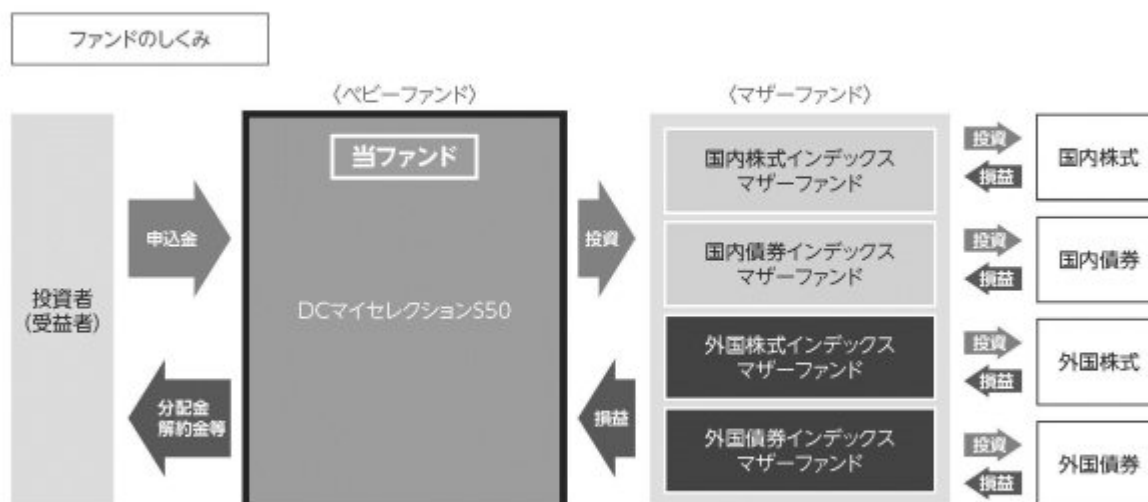 ファンドのしくみ
〈ベビーファンド〉
〈マザーファンド〉
投資者
(受益者)
申込金
分配金
解約金等
当ファンド
DCマイセレクションS50
投資
損益
国内株式インデックス
マザーファンド
投資
損益
国内株式
国内債券インデックス
マザーファンド
投資
損益
国内債券
外国株式インデックス
マザーファンド
投資
損益
外国株式
外国債券インデックス
マザーファンド
投資
損益
外国債券